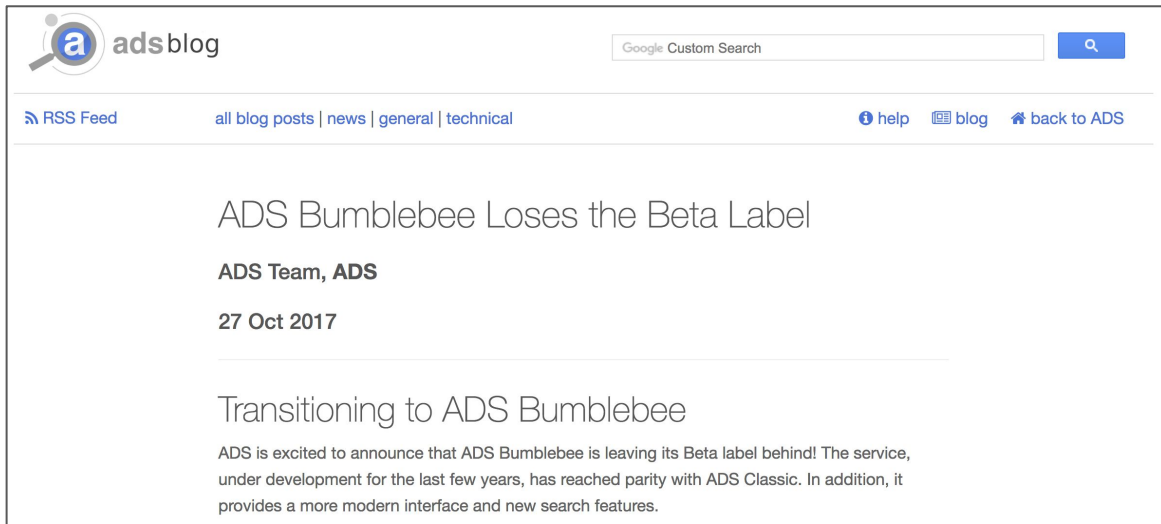 a adsblog
Google Custom Search
RSS Feed
all blog posts | news | general | technical
help blog back to ADS
ADS Bumblebee Loses the Beta Label
ADS Team, ADS
27 Oct 2017
Transitioning to ADS Bumblebee
ADS is excited to announce that ADS Bumblebee is leaving its Beta label behind! The service,
under development for the last few years, has reached parity with ADS Classic. In addition, it
provides a more modern interface and new search features.